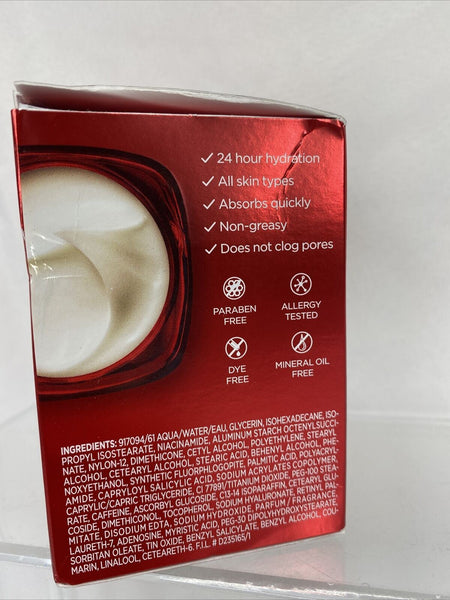 ✓ 24 hour hydration
✓ All skin types
✓ Absorbs quickly
✓ Non-greasy
✓ Does not clog pores
PARABEN
FREE
ALLERGY
TESTED
DYE
FREE
MINERAL OIL
FREE
INGREDIENTS: 917094/61 AQUA/WATER/EAU, GLYCERIN, ISOHEXADECANE, ISO-
PROPYL ISOSTEARATE, NIACINAMIDE, ALUMINUM STARCH OCTENYLSUCCI-
NATE, NYLON-12, DIMETHICONE, CETYL ALCOHOL, POLYETHYLENE, STEARYL
ALCOHOL, CETEARYL ALCOHOL, STEARIC ACID, BEHENYL ALCOHOL, PHE-
NOXYETHANOL, SYNTHETIC FLUORPHLOGOPITE, PALMITIC ACID, POLYACRYL-
AMIDE, CAPRYLOYL SALICYLIC ACID, SODIUM ACRYLATES COPOLYMER,
CAPRYLIC/CAPRIC TRIGLYCERIDE, CI 77891/TITANIUM DIOXIDE, PEG-100 STEA-
RATE, CAFFEINE, ASCORBYL GLUCOSIDE, C13-14 ISOPARAFFIN, CETEARYL GLU-
COSIDE, DIMETHICONOL, TOCOPHEROL, SODIUM HYALURONATE, RETINYL PAL-
MITATE, DISODIUM EDTA, SODIUM HYDROXIDE, PARFUM / FRAGRANCE,
LAURETH-7, ADENOSINE, MYRISTIC ACID, PEG-30 DIPOLYHYDROXYSTEARATE,
SORBITAN OLEATE, TIN OXIDE, BENZYL SALICYLATE, BENZYL ALCOHOL, COU-
MARIN, LINALOOL, CETEARETH-6. F.I.L. # D235165/1